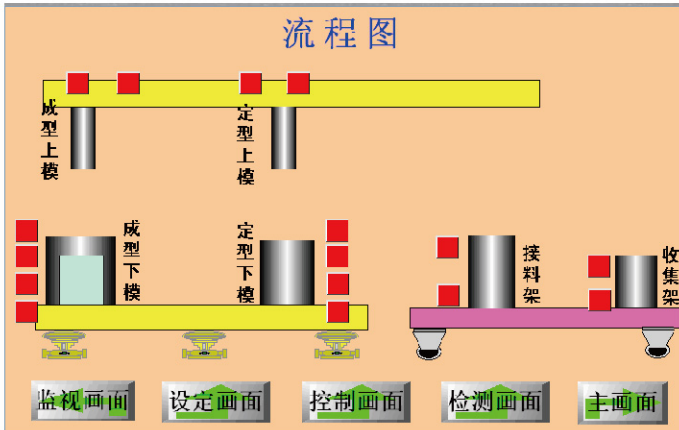 流程图
成型上模
定型上模
成型下模
定型下模
接料架
收集架
监视画面
设定画面
控制画面
检测画面
主画面